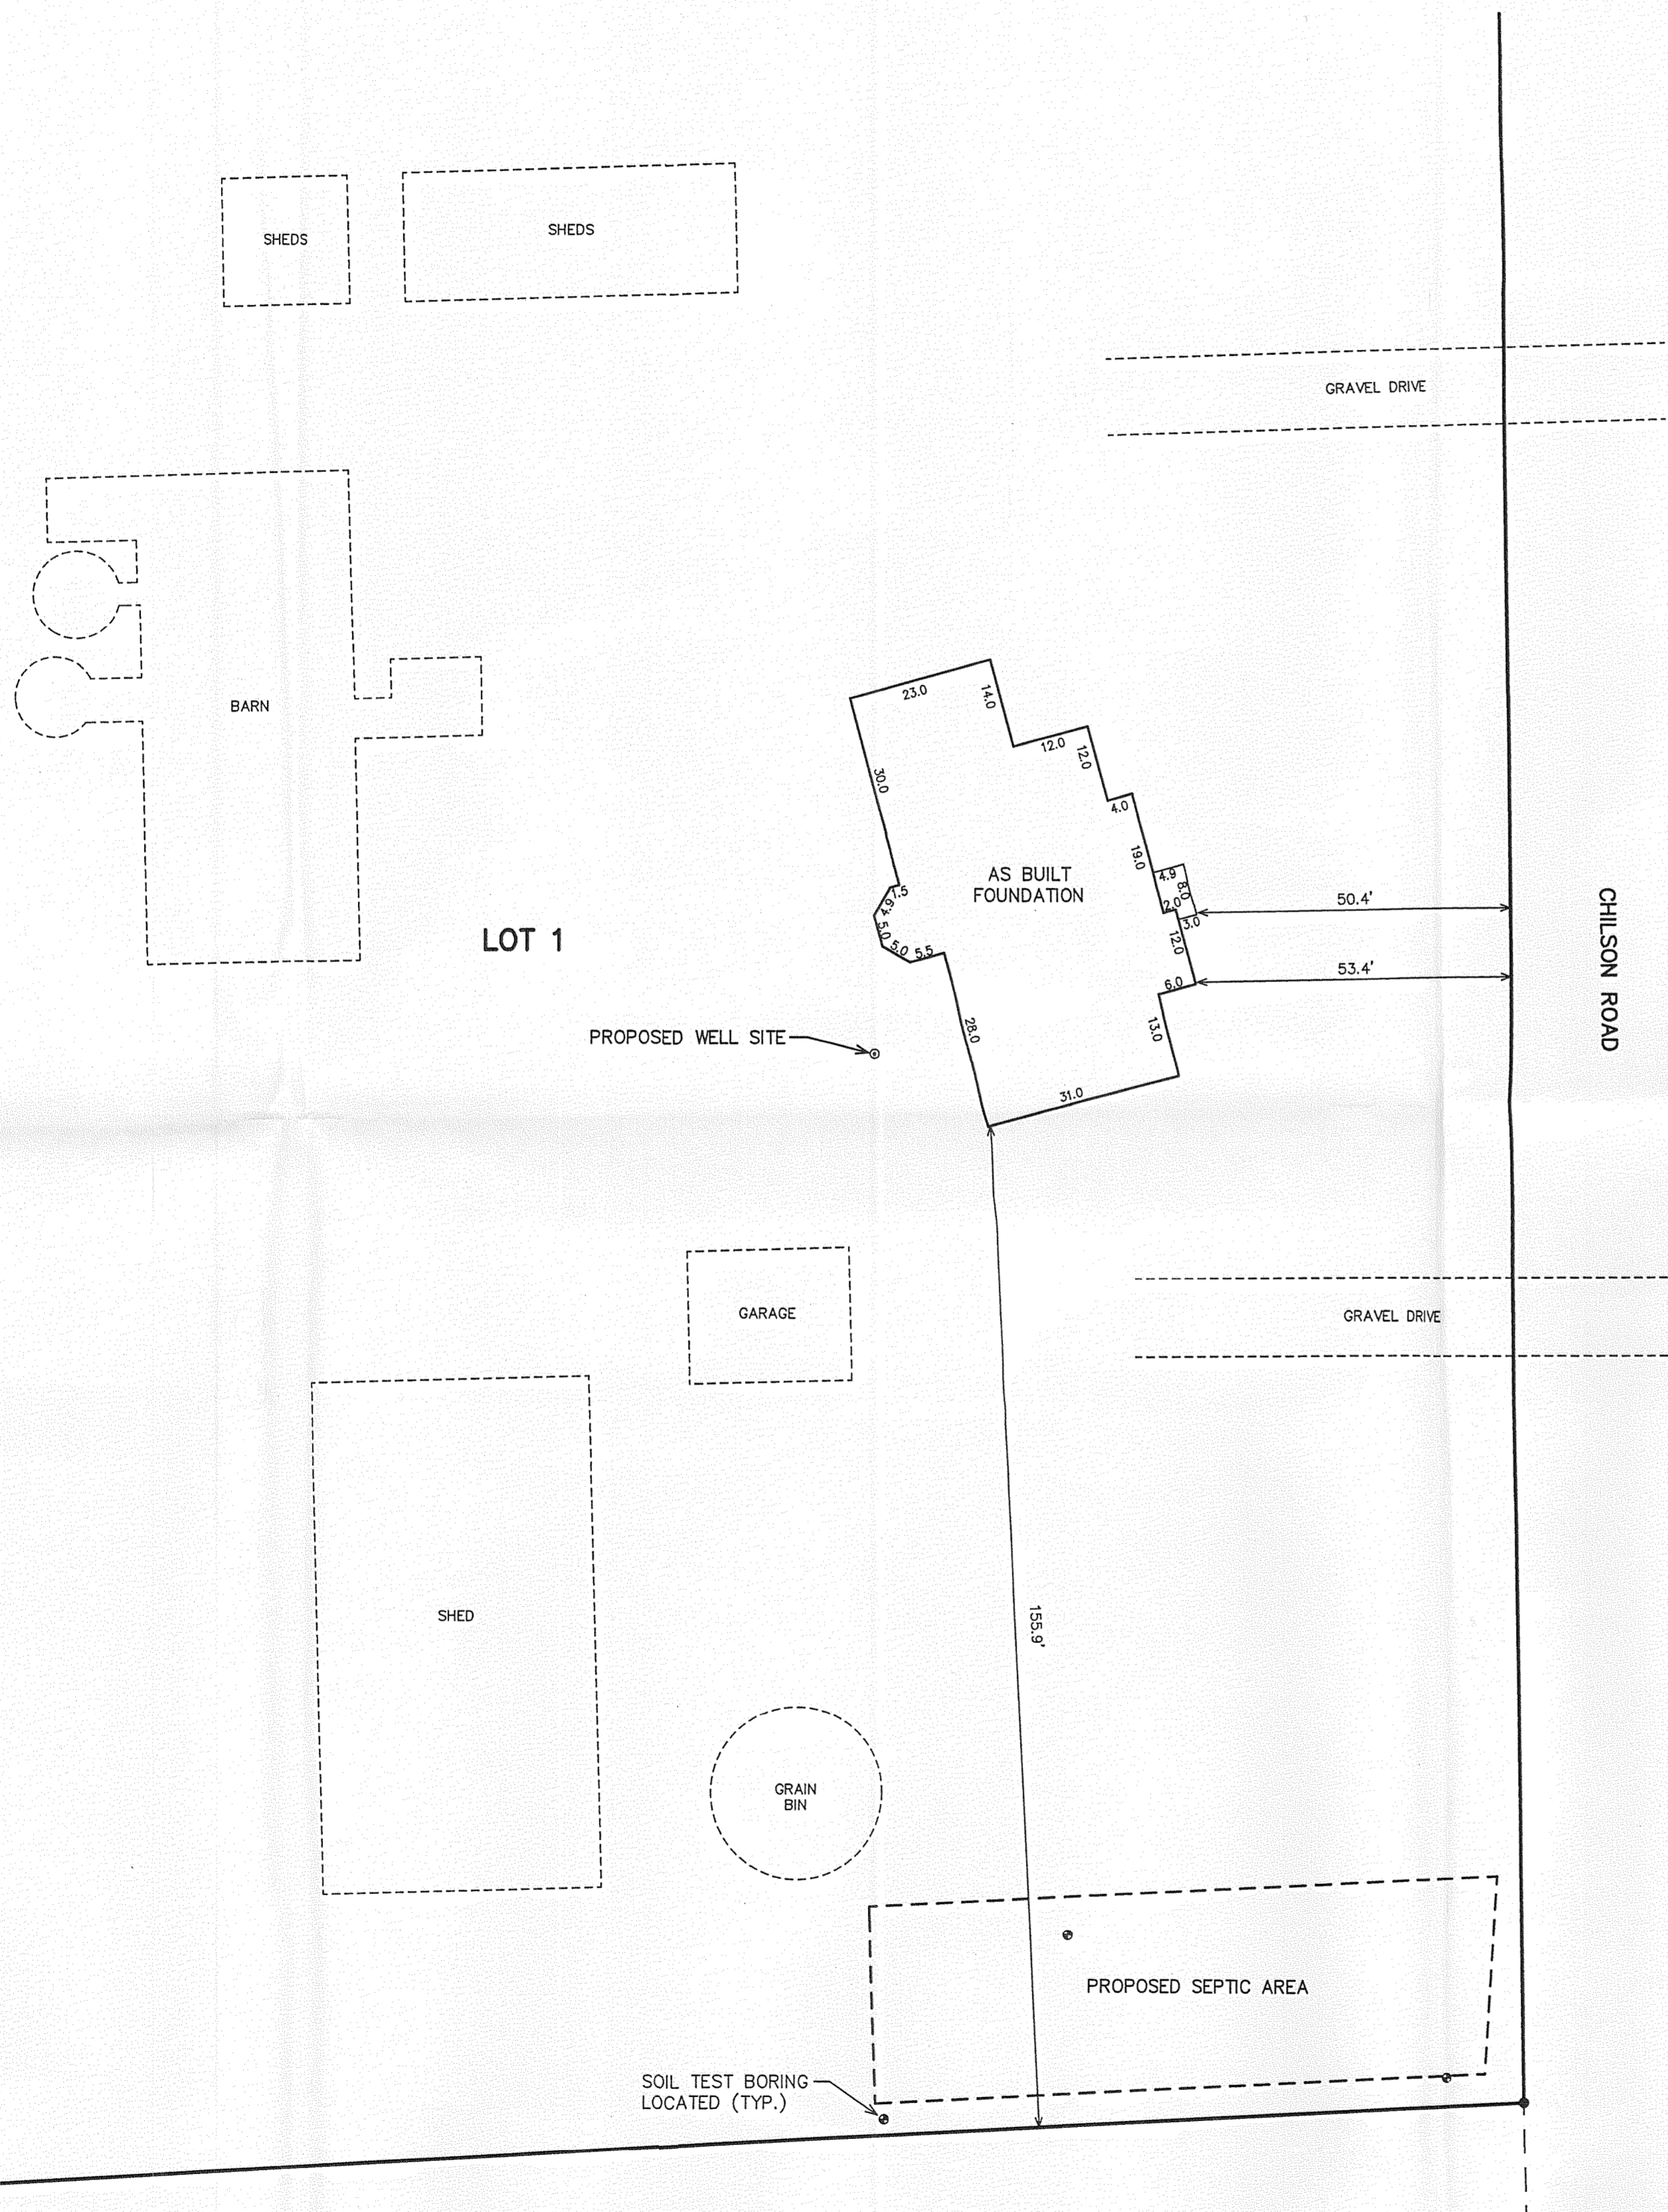 SHEDS
SHEDS
GRAVEL DRIVE
BARN
23.0
14.0
12.0
12.0
30.0
4.0
19.0
AS BUILT
FOUNDATION
4.9
8.0
2.0
3.0
12.0
50.4'
CHILSON ROAD
1.5
4.9
5.0
5.0
5.5
LOT 1
53.4'
6.0
13.0
28.0
PROPOSED WELL SITE
31.0
GARAGE
GRAVEL DRIVE
SHED
155.9'
GRAIN
BIN
PROPOSED SEPTIC AREA
SOIL TEST BORING
LOCATED (TYP.)